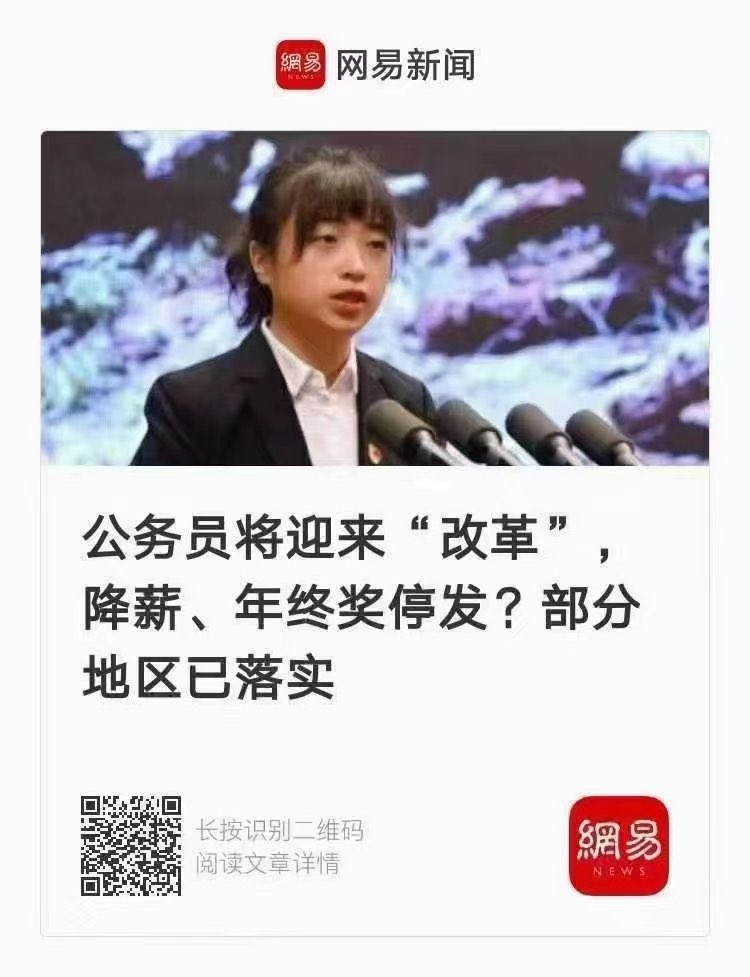 網易
NEWS
网易新闻
公务员将迎来“改革”，
降薪、年终奖停发？部分
地区已落实
长按识别二维码
阅读文章详情
網易
NEWS